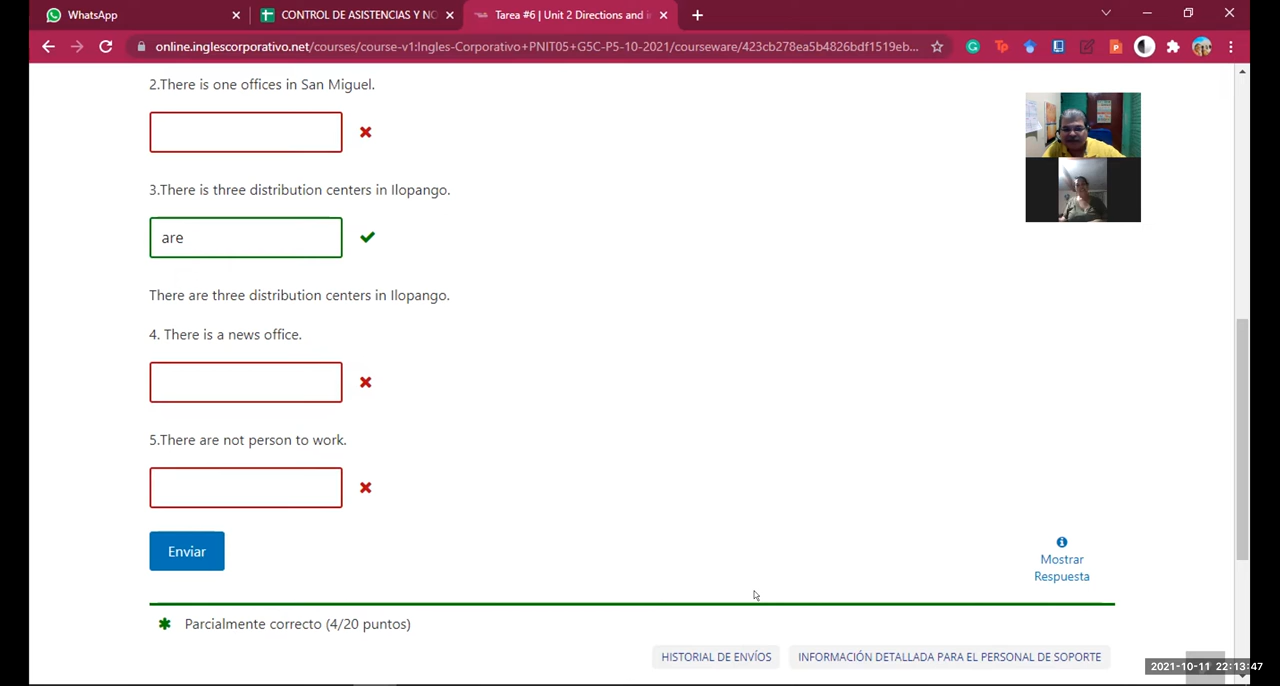 WhatsApp
CONTROL DE ASISTENCIAS Y NO
Tarea #6 | Unit 2 Directions and i
online.inglescorporativo.net/courses/course-v1:Ingles-Corporativo+PNIT05+G5C-P5-10-2021/courseware/423cb278ea5b4826bdf1519eb...
2.There is one offices in San Miguel.
3.There is three distribution centers in Ilopango.
are
There are three distribution centers in Ilopango.
4. There is a news office.
5.There are not person to work.
Enviar
Mostrar
Respuesta
Parcialmente correcto (4/20 puntos)
HISTORIAL DE ENVÍOS
INFORMACIÓN DETALLADA PARA EL PERSONAL DE SOPORTE
2021-10-11 22:13:47